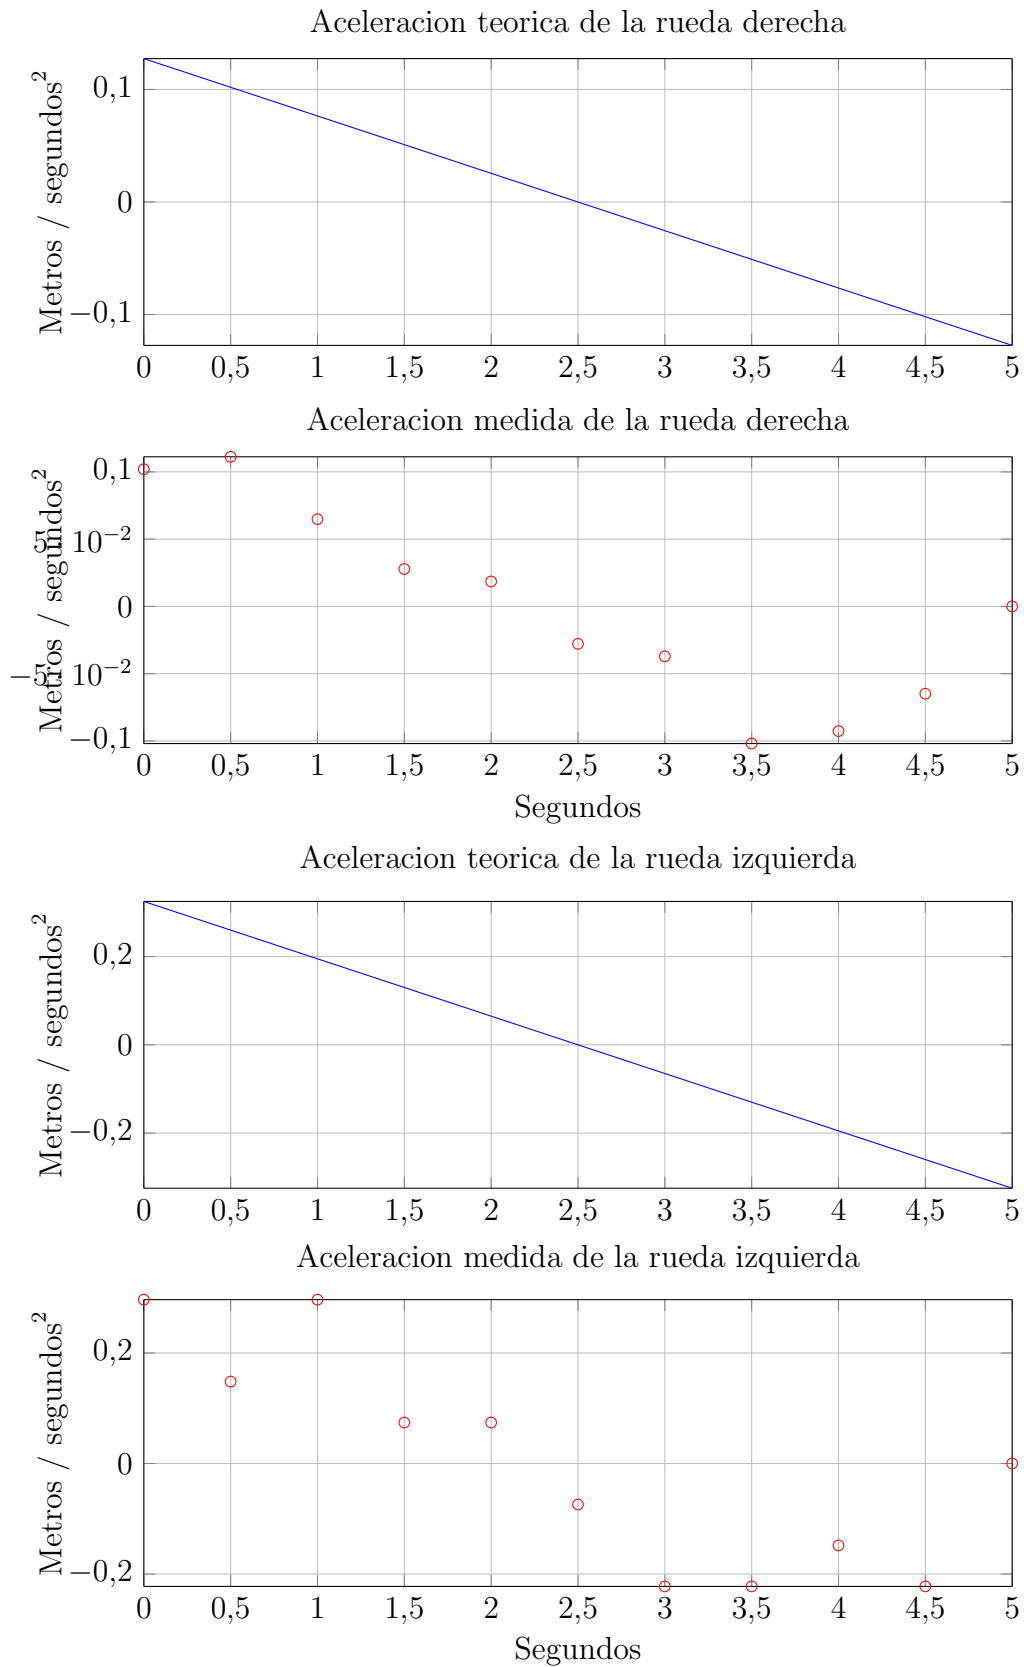 Aceleracion teorica de la rueda derecha
Metros / segundos²
0,1
0
−0,1
0 0,5 1 1,5 2 2,5 3 3,5 4 4,5 5
Aceleracion medida de la rueda derecha
Metros / segundos²
0,1
5 · 10⁻²
0
−5 · 10⁻²
−0,1
0 0,5 1 1,5 2 2,5 3 3,5 4 4,5 5
Segundos
Aceleracion teorica de la rueda izquierda
Metros / segundos²
0,2
0
−0,2
0 0,5 1 1,5 2 2,5 3 3,5 4 4,5 5
Aceleracion medida de la rueda izquierda
Metros / segundos²
0,2
0
−0,2
0 0,5 1 1,5 2 2,5 3 3,5 4 4,5 5
Segundos